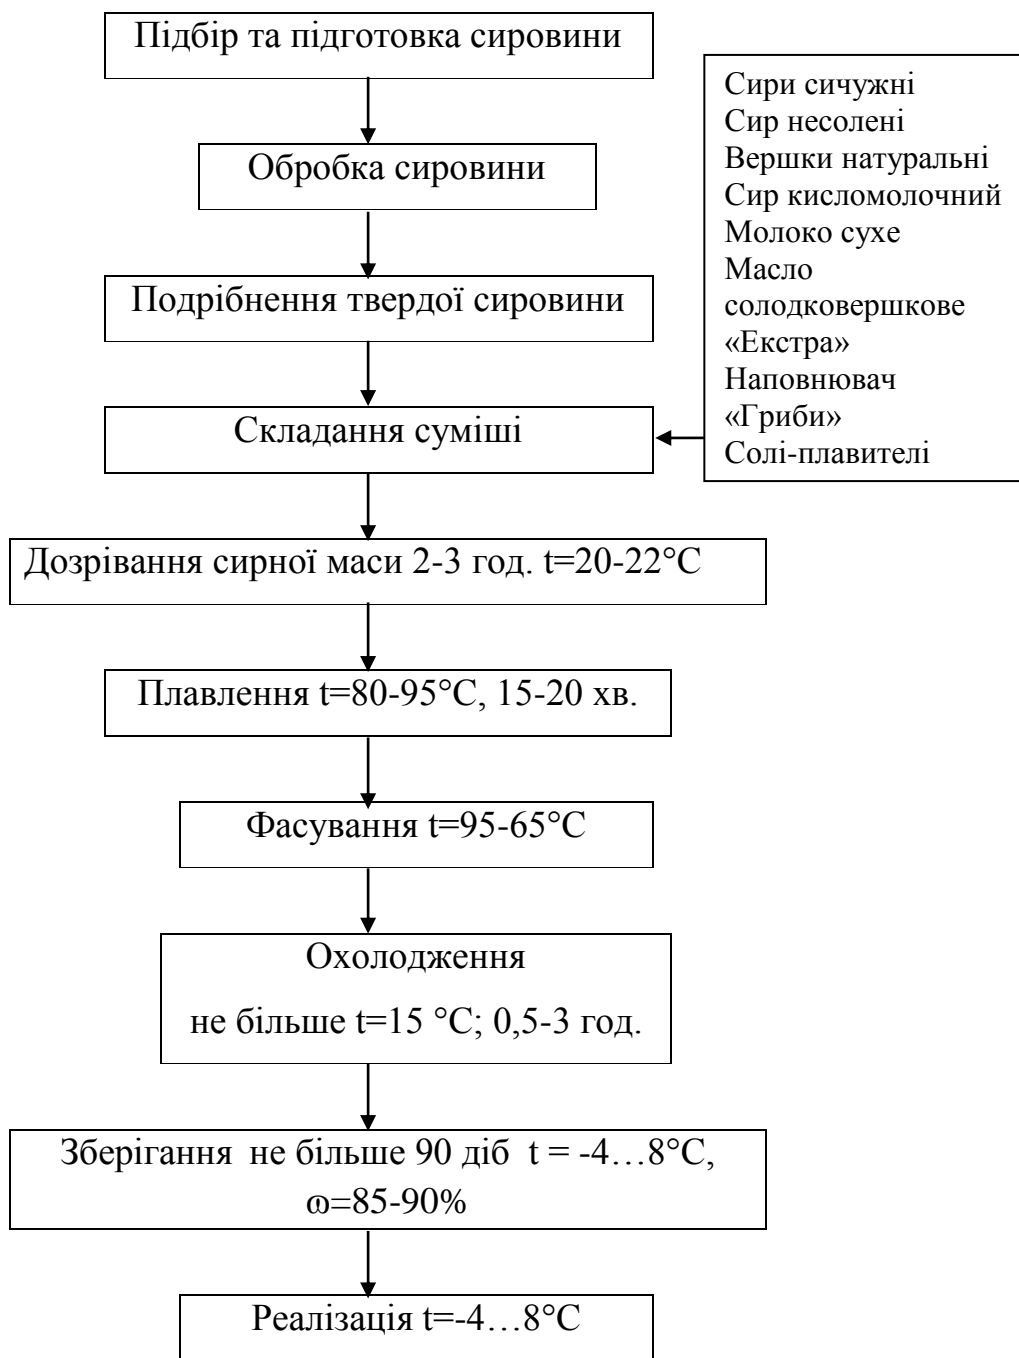 Підбір та підготовка сировини
Обробка сировини
Подрібнення твердої сировини
Складання суміші
Сири сичужні
Сир несолені
Вершки натуральні
Сир кисломолочний
Молоко сухе
Масло
солодковершкове
«Екстра»
Наповнювач
«Гриби»
Солі-плавителі
Дозрівання сирної маси 2-3 год. t=20-22°C
Плавлення t=80-95°C, 15-20 хв.
Фасування t=95-65°C
Охолодження
не більше t=15 °C; 0,5-3 год.
Зберігання не більше 90 діб t = -4…8°C,
ω=85-90%
Реалізація t=-4…8°C